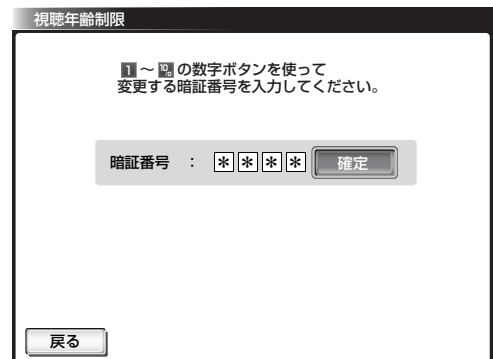 視聴年齢制限
1 ～ 10 の数字ボタンを使って
変更する暗証番号を入力してください。
暗証番号 ： ＊ ＊ ＊ ＊ 確定
戻る